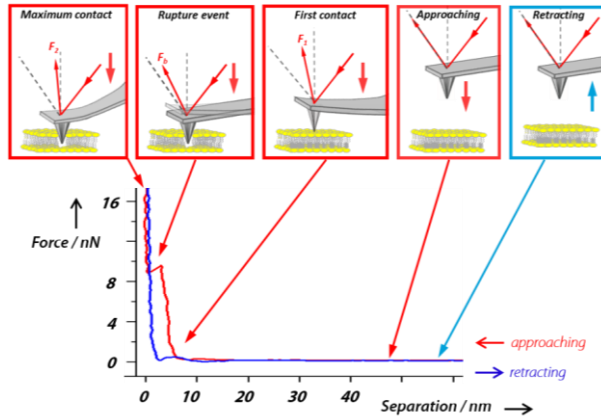 Maximum contact
Rupture event
First contact
Approaching
Retracting
F2
Fb
F1
16
Force / nN
8
4
0
approaching
retracting
0
10
20
30
40
Separation / nm